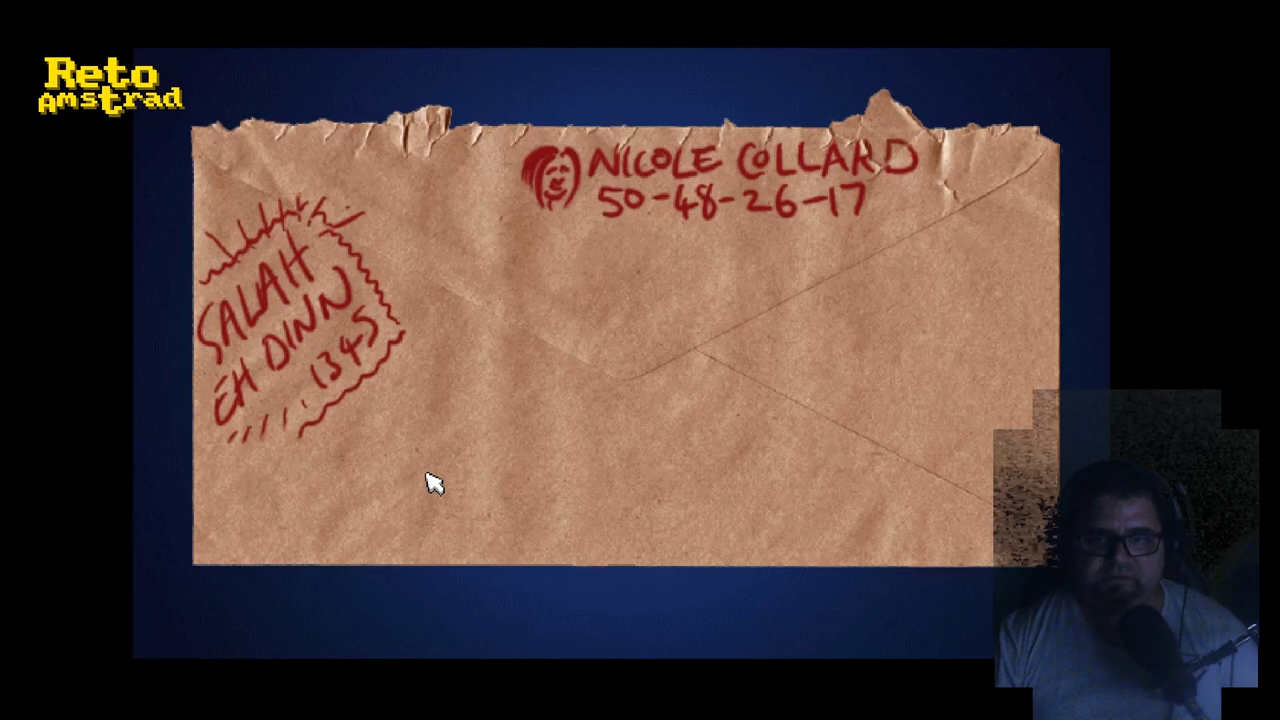 Reto
Amstrad
NICOLE COLLARD
50-48-26-17
SALAH
EH DINN
1345